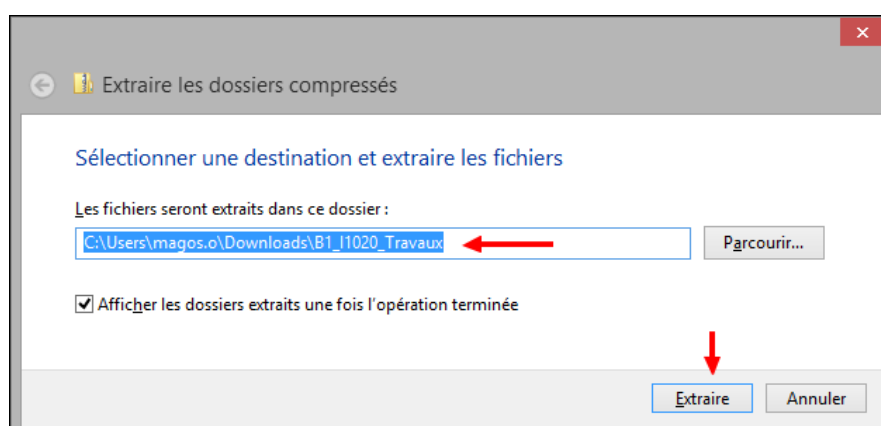 Extraire les dossiers compressés
Sélectionner une destination et extraire les fichiers
Les fichiers seront extraits dans ce dossier :
C:\Users\magos.o\Downloads\B1_I1020_Travaux
Parcourir...
Afficher les dossiers extraits une fois l'opération terminée
Extraire
Annuler